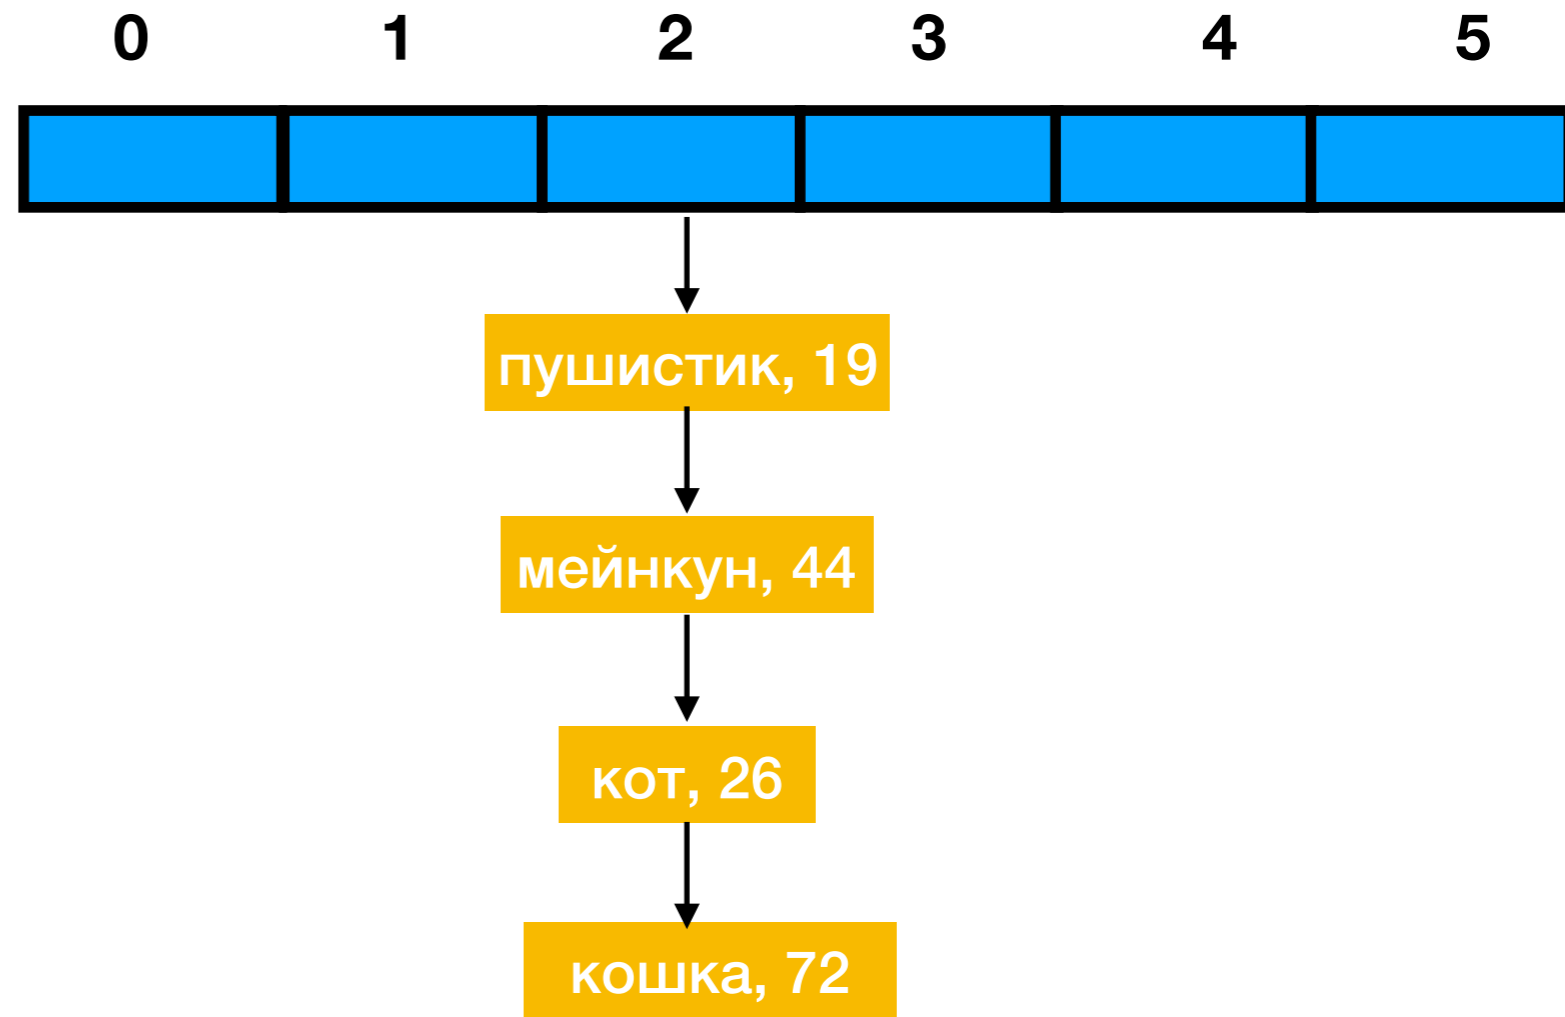 0 1 2 3 4 5
пушистик, 19
мейнкун, 44
кот, 26
кошка, 72